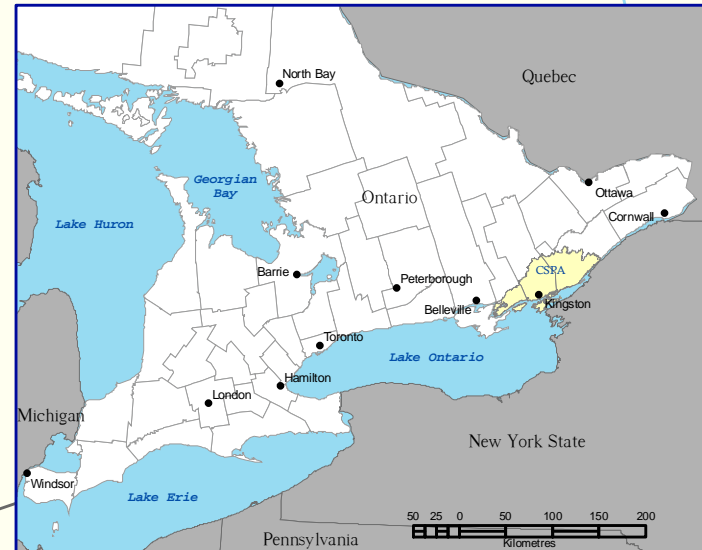 North Bay
Quebec
Georgian
Bay
Ontario
Ottawa
Lake Huron
Cornwall
CSPA
Barrie
Peterborough
Belleville
Kingston
Toronto
Lake Ontario
Hamilton
London
Michigan
New York State
Windsor
Lake Erie
50 25 0 50 100 150 200
Kilometres
Pennsylvania